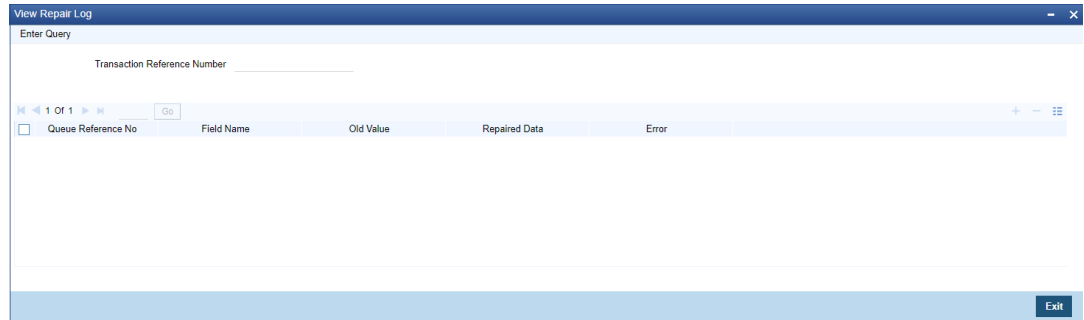 View Repair Log
Enter Query
Transaction Reference Number
1 Of 1 Go
Queue Reference No Field Name Old Value Repaired Data Error
Exit